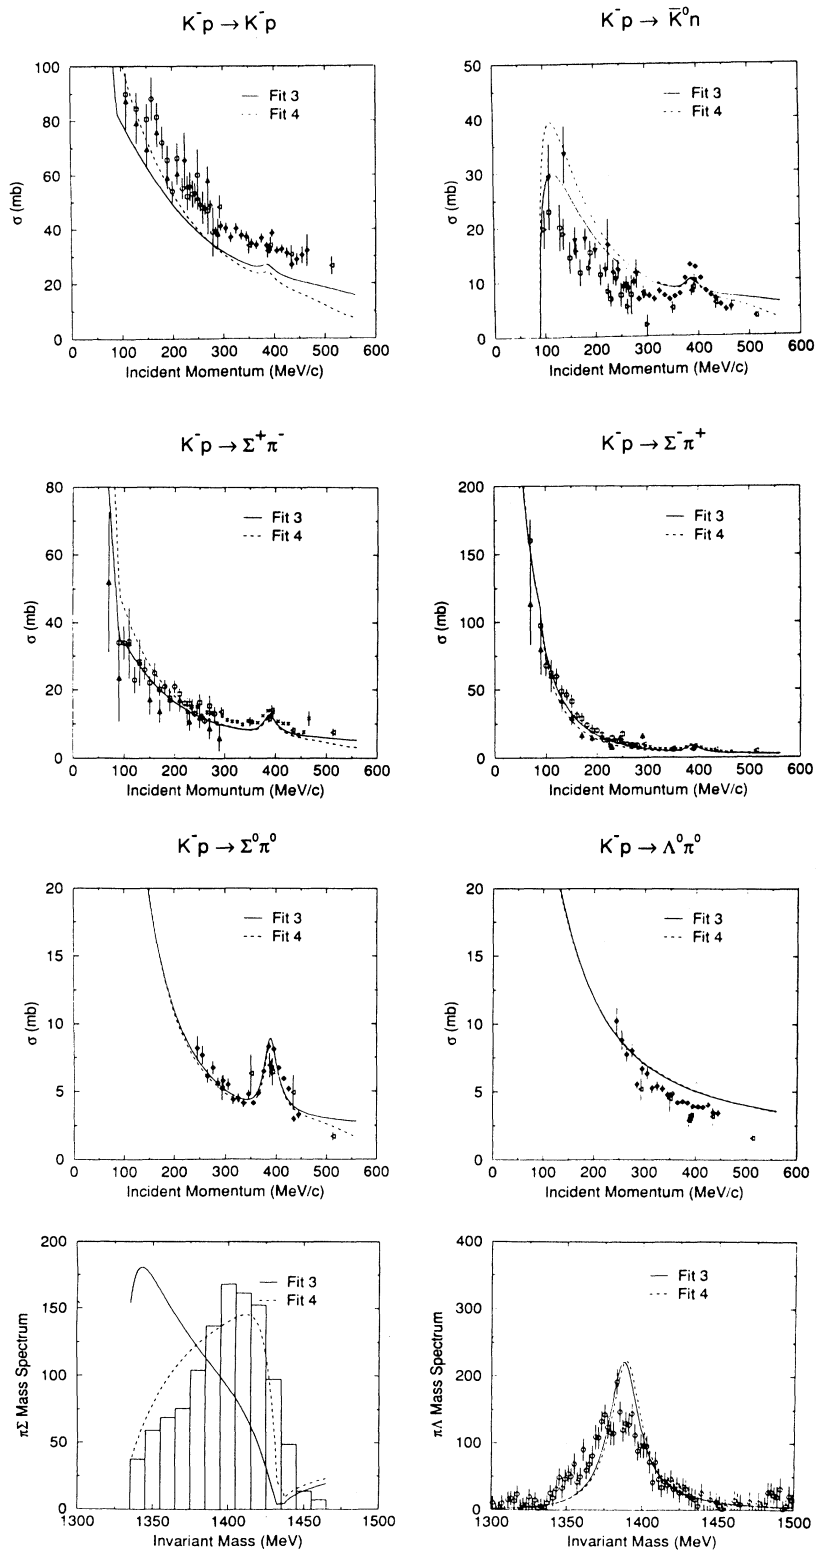 K⁻p → K⁻p
100
80
60
40
20
0
σ (mb)
Fit 3
Fit 4
0 100 200 300 400 500 600
Incident Momentum (MeV/c)
K⁻p → K̅⁰n
50
40
30
20
10
0
σ (mb)
Fit 3
Fit 4
0 100 200 300 400 500 600
Incident Momentum (MeV/c)
K⁻p → Σ⁺π⁻
80
60
40
20
0
σ (mb)
Fit 3
Fit 4
0 100 200 300 400 500 600
Incident Momuntum (MeV/c)
K⁻p → Σ⁻π⁺
200
150
100
50
0
σ (mb)
Fit 3
Fit 4
0 100 200 300 400 500 600
Incident Momentum (MeV/c)
K⁻p → Σ⁰π⁰
20
15
10
5
0
σ (mb)
Fit 3
Fit 4
0 100 200 300 400 500 600
Incident Momentum (MeV/c)
K⁻p → Λ⁰π⁰
20
15
10
5
0
σ (mb)
Fit 3
Fit 4
0 100 200 300 400 500 600
Incident Momentum (MeV/c)
200
150
100
50
0
πΣ Mass Spectrum
Fit 3
Fit 4
1300 1350 1400 1450 1500
Invariant Mass (MeV)
400
300
200
100
0
πΛ Mass Spectrum
Fit 3
Fit 4
1300 1350 1400 1450 1500
Invariant Mass (MeV)